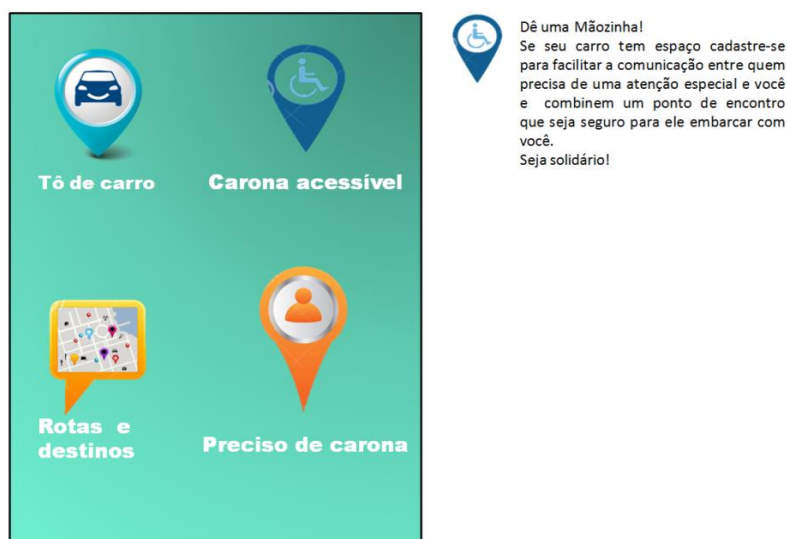 Tô de carro
Carona acessível
Rotas e
destinos
Preciso de carona
Dê uma Mãozinha!
Se seu carro tem espaço cadastre-se
para facilitar a comunicação entre quem
precisa de uma atenção especial e você
e combinem um ponto de encontro
que seja seguro para ele embarcar com
você.
Seja solidário!